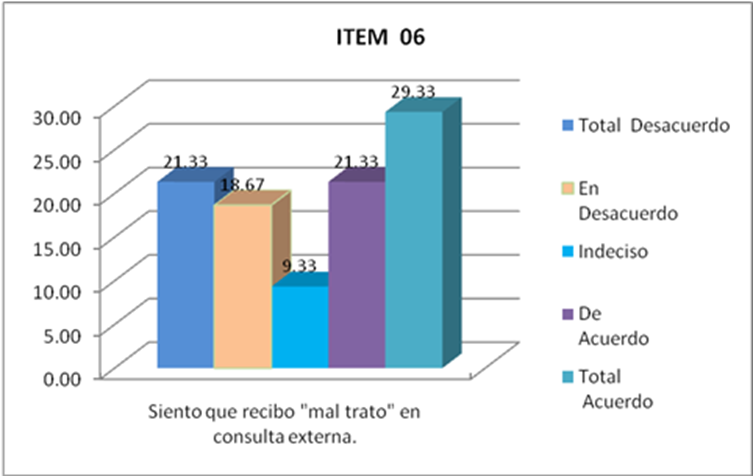 ITEM 06
30.00
25.00
20.00
15.00
10.00
5.00
0.00
21.33
18.67
9.33
21.33
29.33
Siento que recibo "mal trato" en
consulta externa.
Total Desacuerdo
En
Desacuerdo
Indeciso
De
Acuerdo
Total
Acuerdo